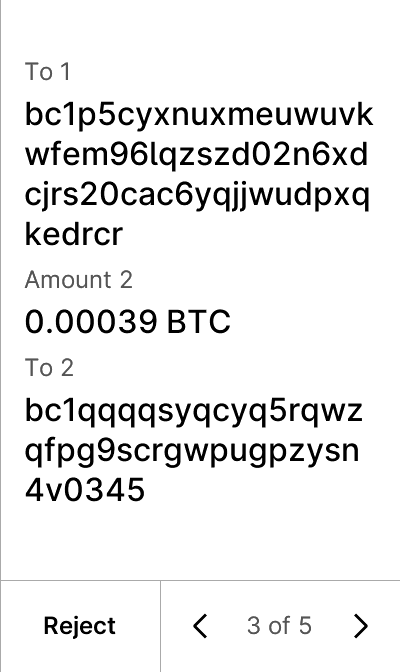 To 1
bc1p5cyxnuxmeuwuvk
wfem96lqzszd02n6xd
cjrs20cac6yqjjwudpxq
kedrcr
Amount 2
0.00039 BTC
To 2
bc1qqqqsyqcyq5rqwz
qfpg9scrgwpugpzysn
4v0345
Reject
3 of 5